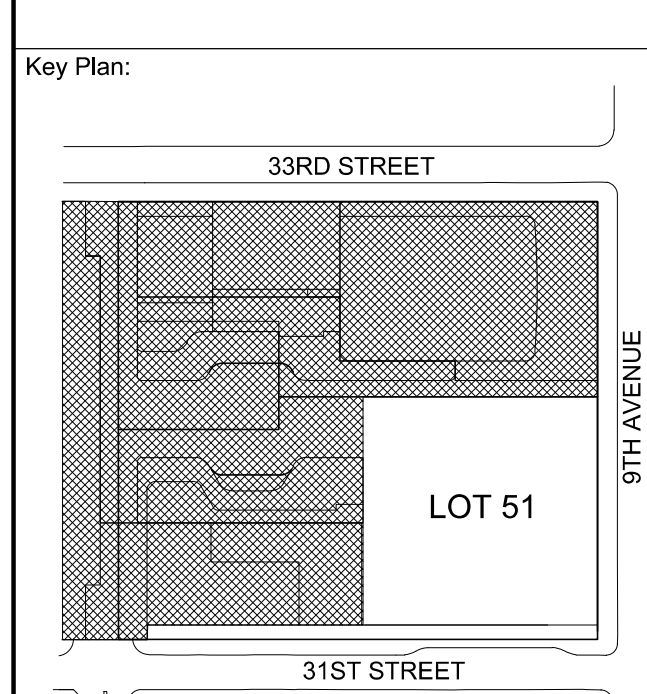 Key Plan:
33RD STREET
9TH AVENUE
LOT 51
31ST STREET